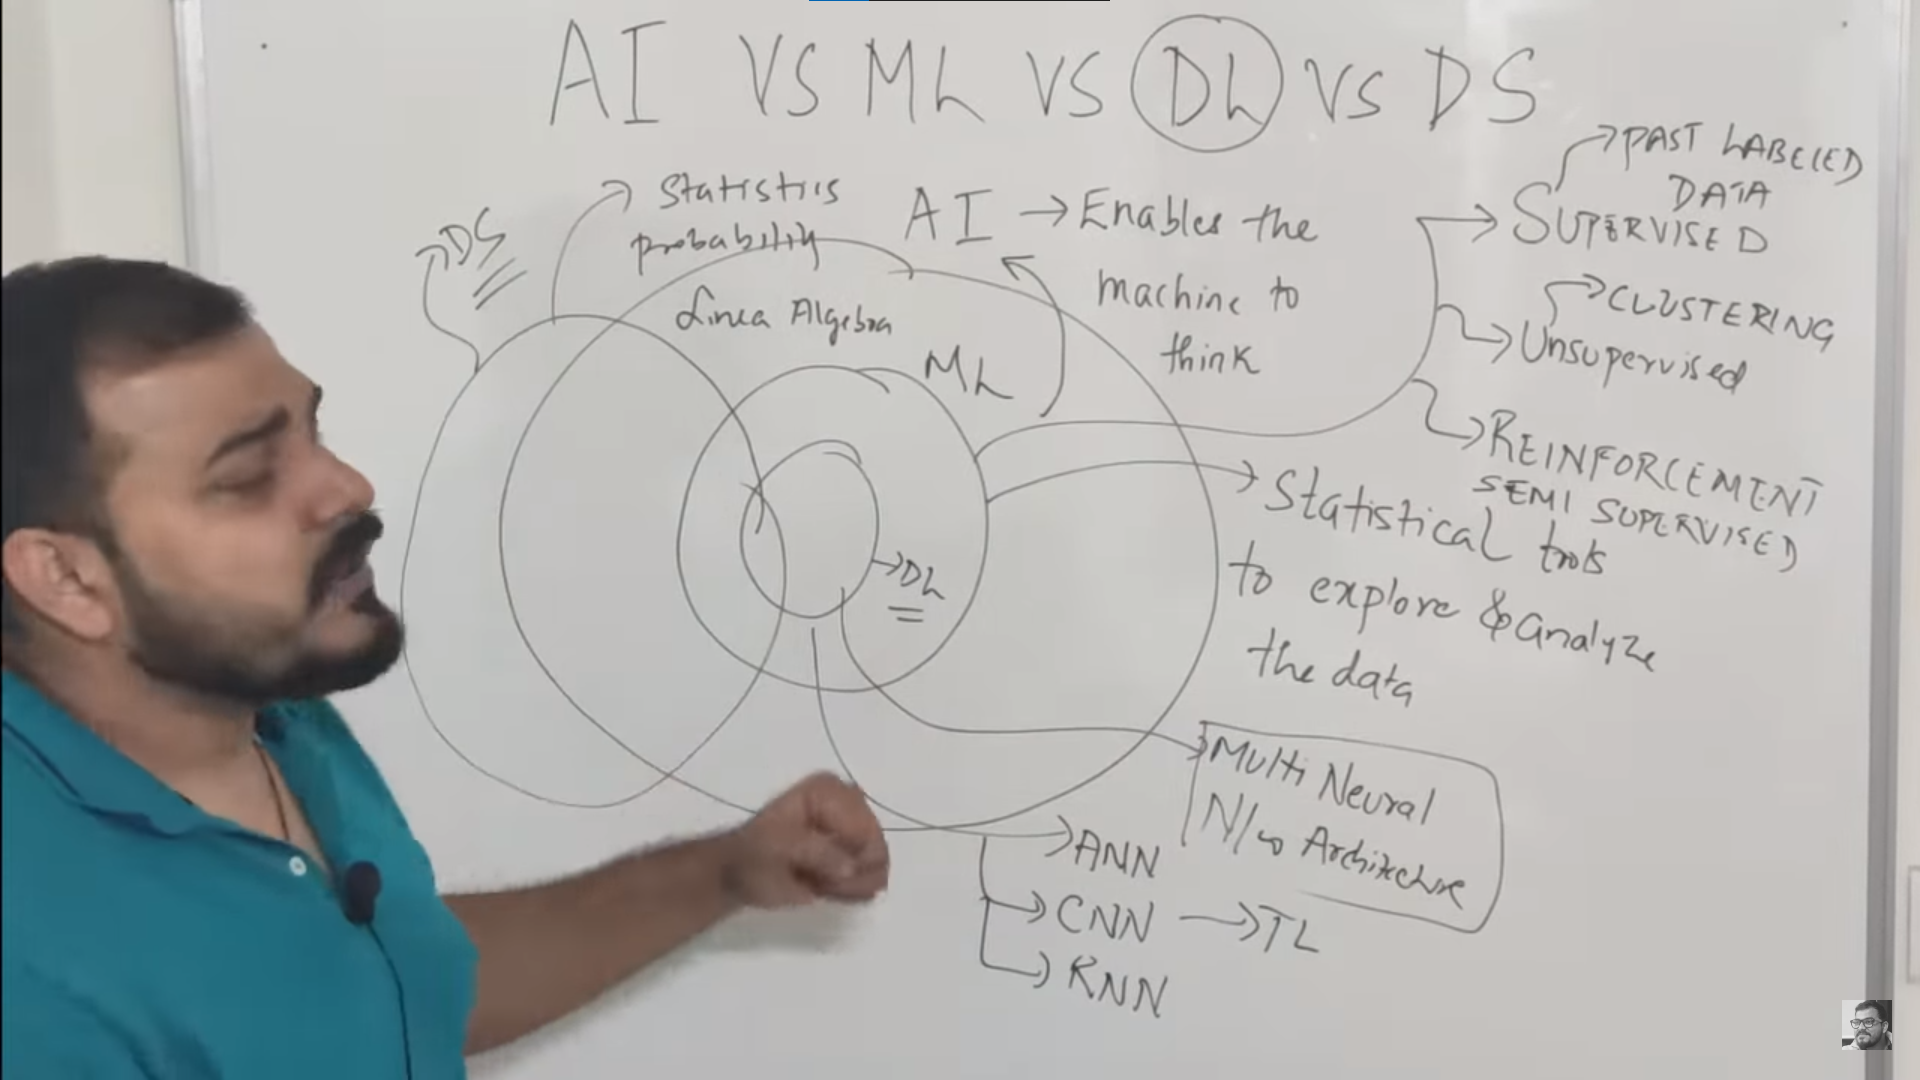 AI VS ML VS DL VS DS
DS
Statistics
probability
Linea Algebra
AI → Enables the
machine to
think
ML
→DL
PAST LABELED
DATA
SUPERVISED
CLUSTERING
Unsupervised
REINFORCEMENT
SEMI SUPERVISED
Statistical tools
to explore & analyze
the data
Multi Neural
N/w Architecture
ANN
CNN → TL
RNN